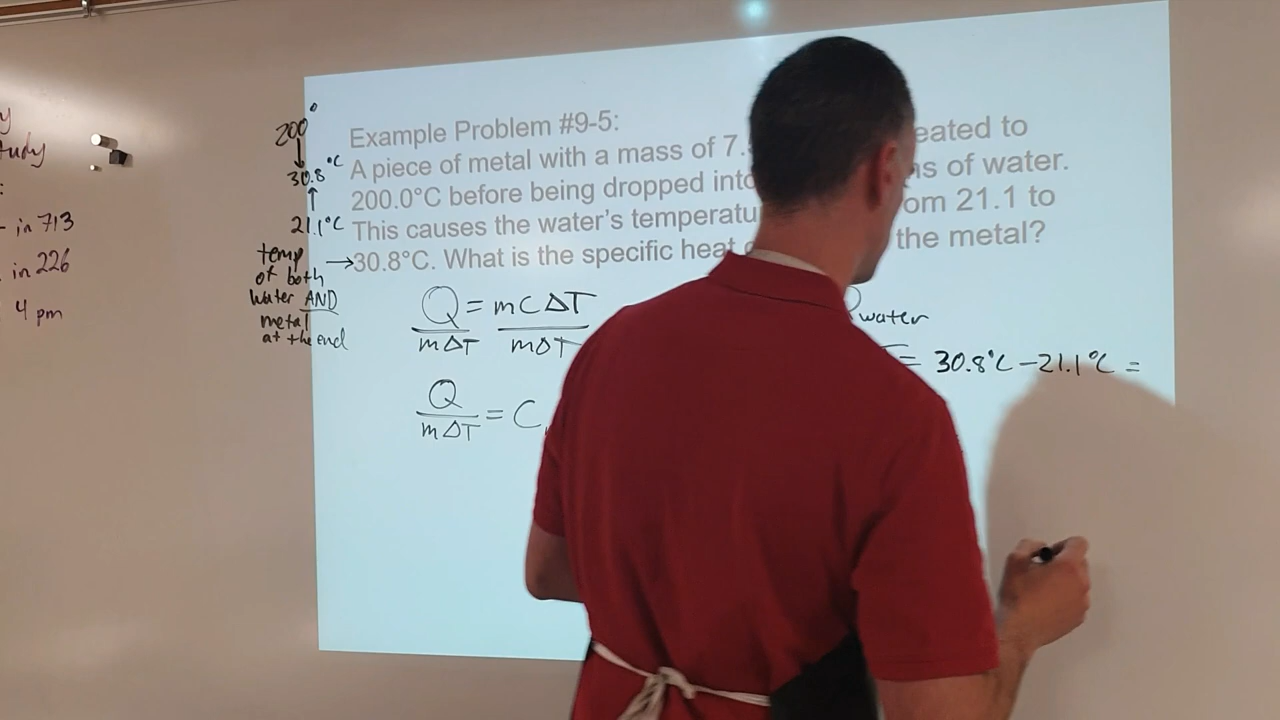 y
tudy
:
- in 713
in 226
4 pm
200°
↓
30.8°C
↑
21.1°C
temp
of both →
Water AND
metal
at the end
Example Problem #9-5:
A piece of metal with a mass of 7. eated to
200.0°C before being dropped into ns of water.
This causes the water's temperatu om 21.1 to
30.8°C. What is the specific heat the metal?
Q = mCΔT
mΔT mΔT
Q = C
mΔT
water
= 30.8°C - 21.1°C =